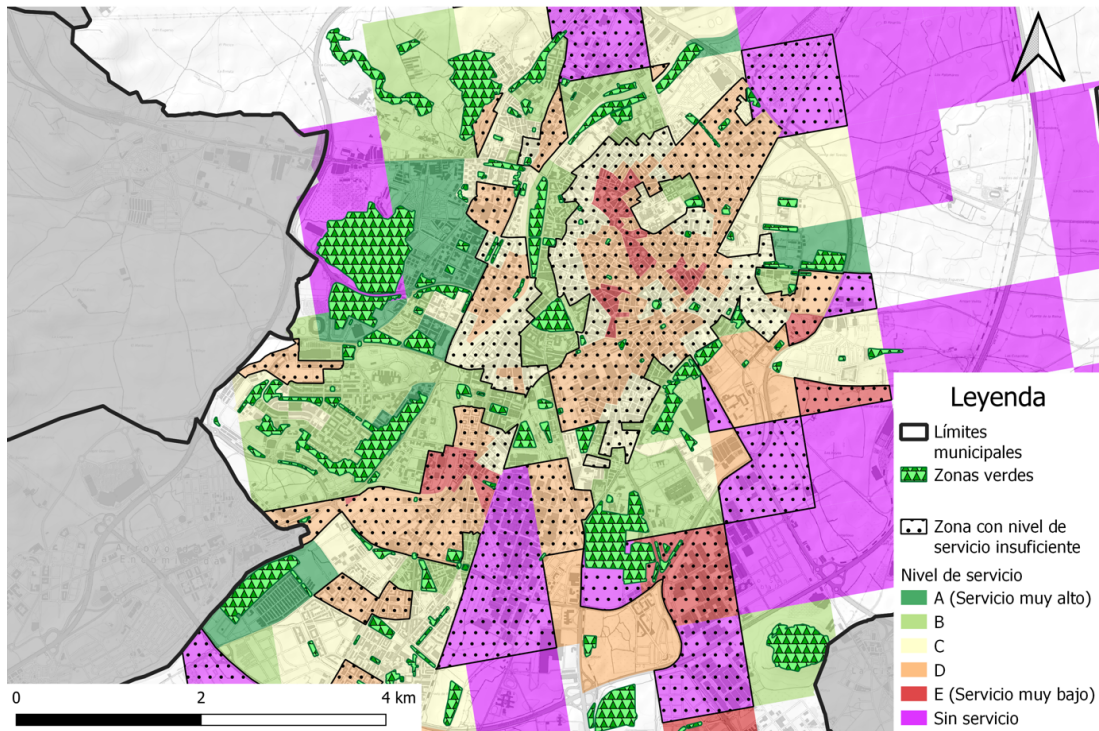 Leyenda
Límites
municipales
Zonas verdes
Zona con nivel de
servicio insuficiente
Nivel de servicio
A (Servicio muy alto)
B
C
D
E (Servicio muy bajo)
Sin servicio
0 2 4 km